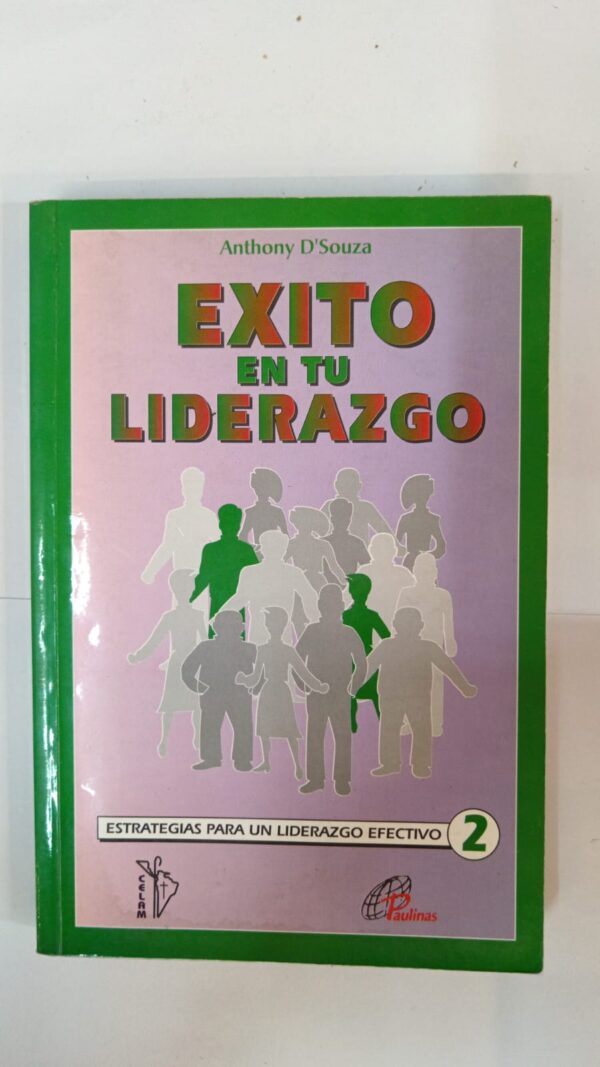 Anthony D'Souza
EXITO
EN TU
LIDERAZGO
ESTRATEGIAS PARA UN LIDERAZGO EFECTIVO 2
CELAM
Paulinas